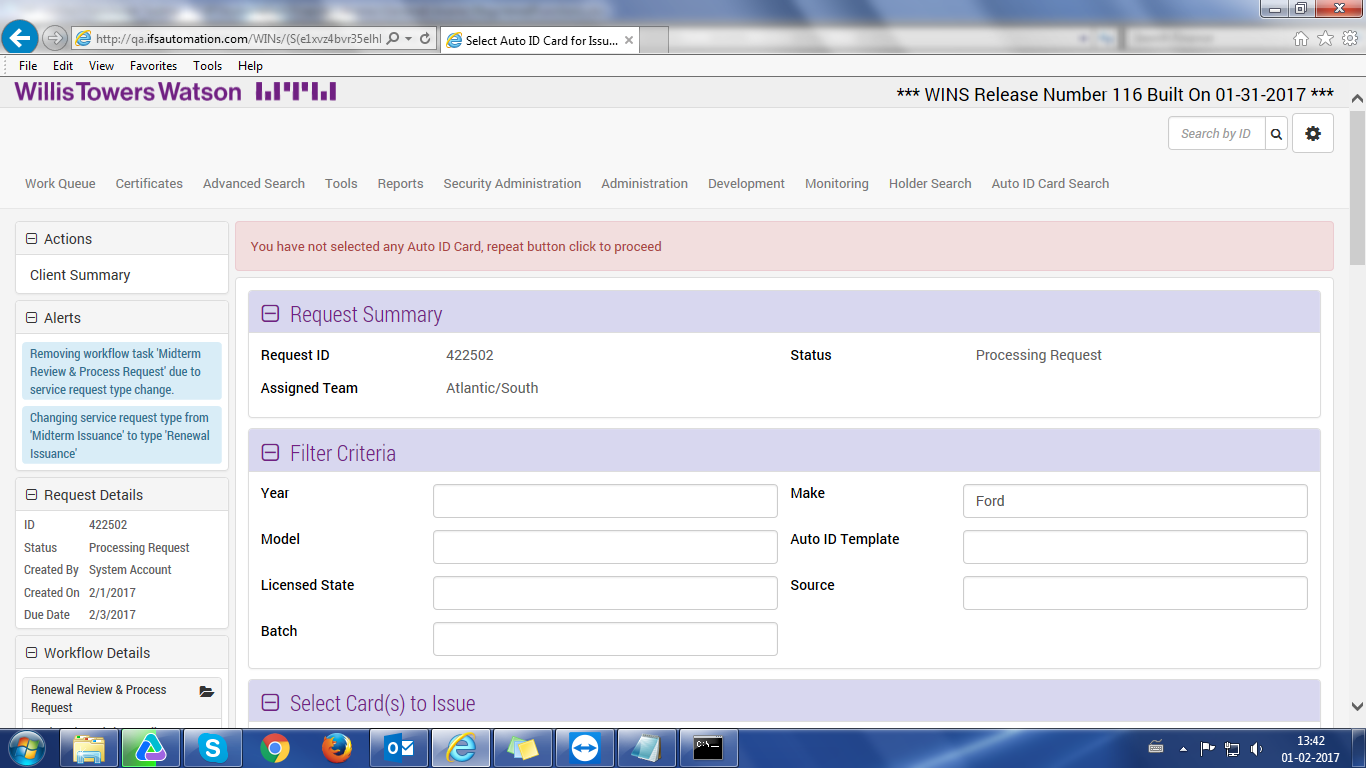 http://qa.ifsautomation.com/WINs/(S(e1xvz4bvr35elhl
Select Auto ID Card for Issu...
File Edit View Favorites Tools Help
WillisTowersWatson
*** WINS Release Number 116 Built On 01-31-2017 ***
Search by ID
Work Queue Certificates Advanced Search Tools Reports Security Administration Administration Development Monitoring Holder Search Auto ID Card Search
Actions
Client Summary
Alerts
Removing workflow task 'Midterm
Review & Process Request' due to
service request type change.
Changing service request type from
'Midterm Issuance' to type 'Renewal
Issuance'
Request Details
ID 422502
Status Processing Request
Created By System Account
Created On 2/1/2017
Due Date 2/3/2017
Workflow Details
Renewal Review & Process
Request
You have not selected any Auto ID Card, repeat button click to proceed
Request Summary
Request ID 422502 Status Processing Request
Assigned Team Atlantic/South
Filter Criteria
Year Make Ford
Model Auto ID Template
Licensed State Source
Batch
Select Card(s) to Issue
13:42
01-02-2017